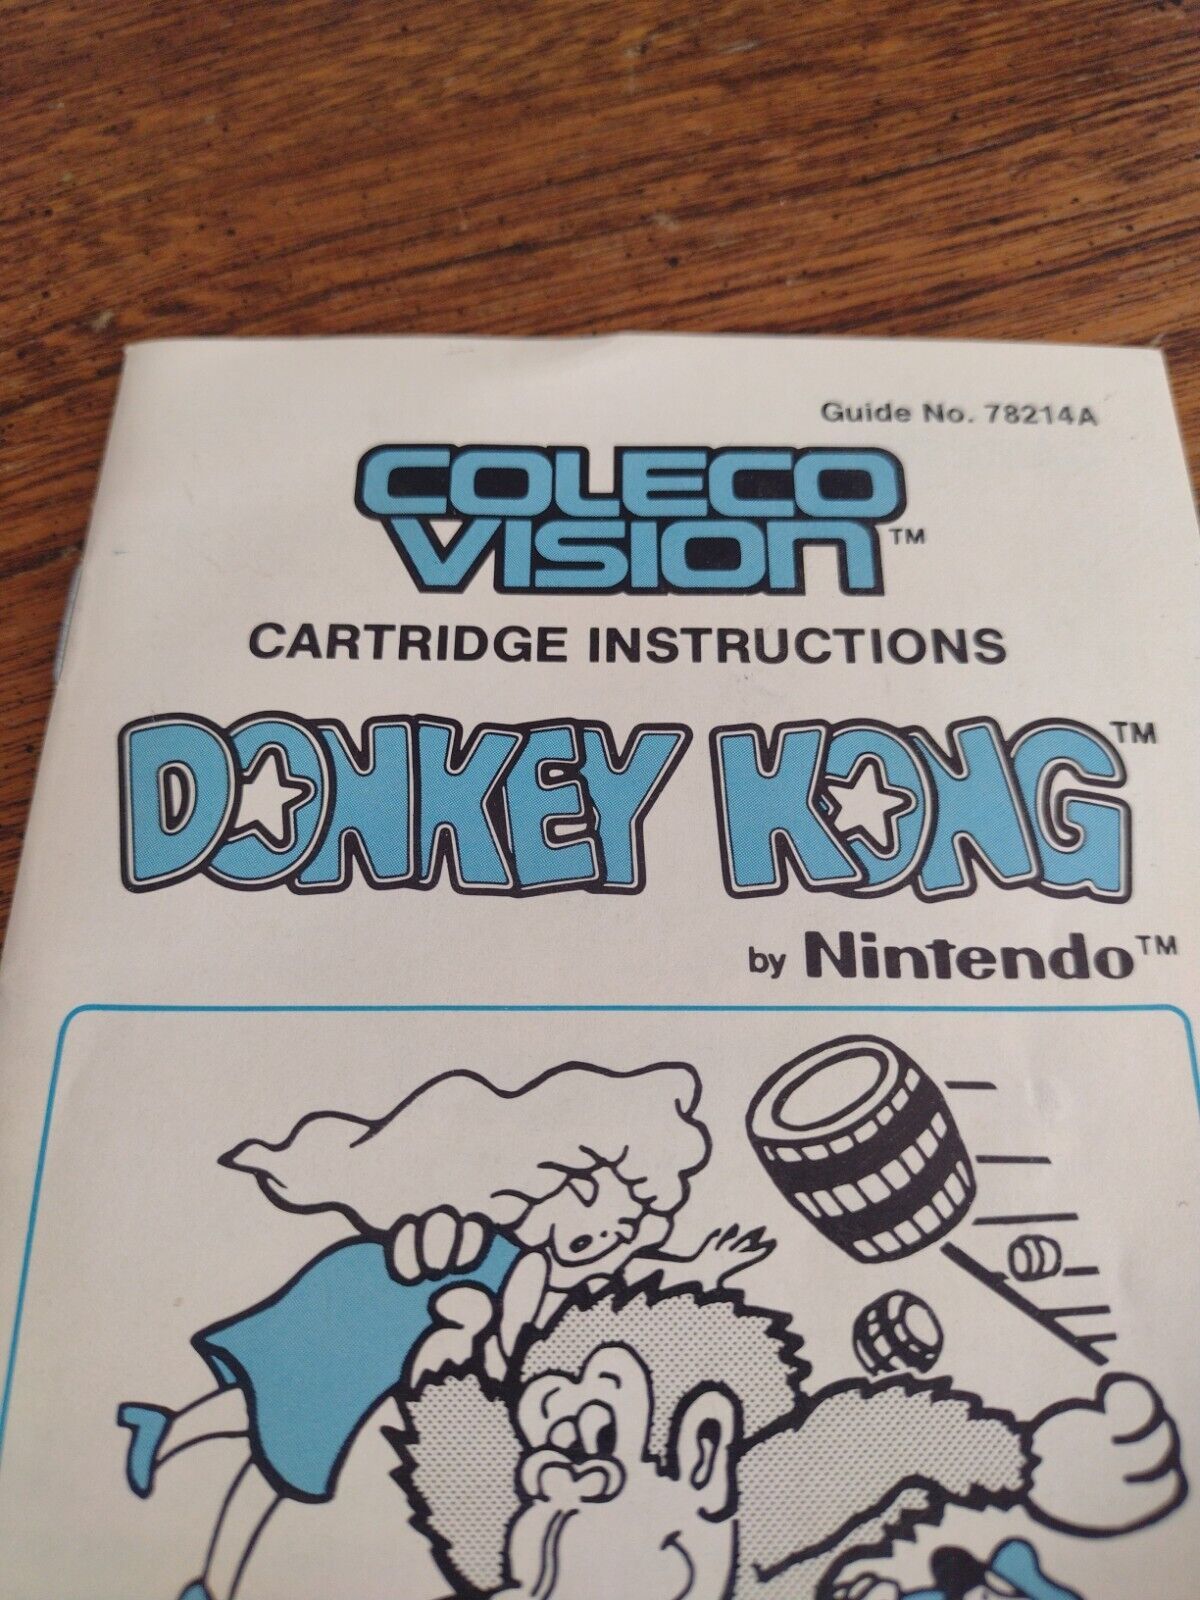 Guide No. 78214A
COLECO
VISION™
CARTRIDGE INSTRUCTIONS
DONKEY KONG™
by Nintendo™